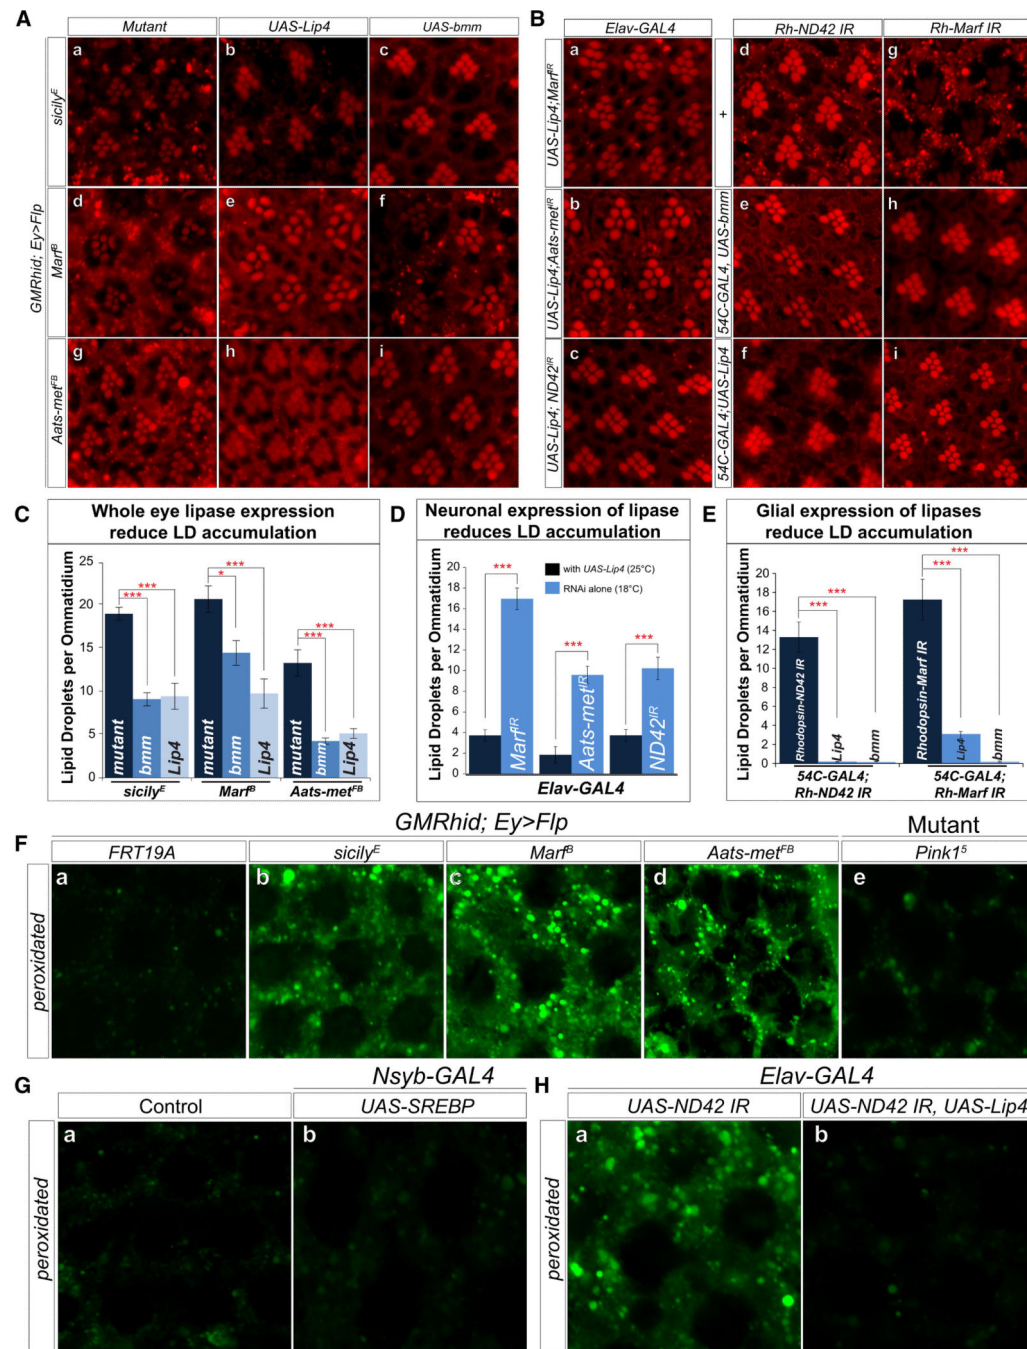 A
Mutant
UAS-Lip4
UAS-bmm
GMRhid; Ey>Flp
sicilyᴱ
a
b
c
Marfᴮ
d
e
f
Aats-metᶠᴮ
g
h
i
B
Elav-GAL4
Rh-ND42 IR
Rh-Marf IR
UAS-Lip4;Marfᴵᴿ
a
+
d
g
UAS-Lip4;Aats-metᴵᴿ
b
54C-GAL4, UAS-bmm
e
h
UAS-Lip4; ND42ᴵᴿ
c
54C-GAL4;UAS-Lip4
f
i
C
Whole eye lipase expression
reduce LD accumulation
Lipid Droplets per Ommatidium
25
20
15
10
5
0
***
***
*
***
***
***
mutant
bmm
Lip4
mutant
bmm
Lip4
mutant
bmm
Lip4
sicilyᴱ
Marfᴮ
Aats-metᶠᴮ
D
Neuronal expression of lipase
reduces LD accumulation
Lipid Droplets per Ommatidium
20
18
16
14
12
10
8
6
4
2
0
with UAS-Lip4 (25°C)
RNAi alone (18°C)
***
***
***
Marfᴵᴿ
Aats-metᴵᴿ
ND42ᴵᴿ
Elav-GAL4
E
Glial expression of lipases
reduce LD accumulation
Lipid Droplets per Ommatidium
20
18
16
14
12
10
8
6
4
2
0
***
***
***
***
Rhodopsin-ND42 IR
Lip4
bmm
Rhodopsin-Marf IR
Lip4
bmm
54C-GAL4;
Rh-ND42 IR
54C-GAL4;
Rh-Marf IR
F
GMRhid; Ey>Flp
Mutant
FRT19A
sicilyᴱ
Marfᴮ
Aats-metᶠᴮ
Pink1⁵
peroxidated
a
b
c
d
e
G
Nsyb-GAL4
Control
UAS-SREBP
peroxidated
a
b
H
Elav-GAL4
UAS-ND42 IR
UAS-ND42 IR, UAS-Lip4
peroxidated
a
b